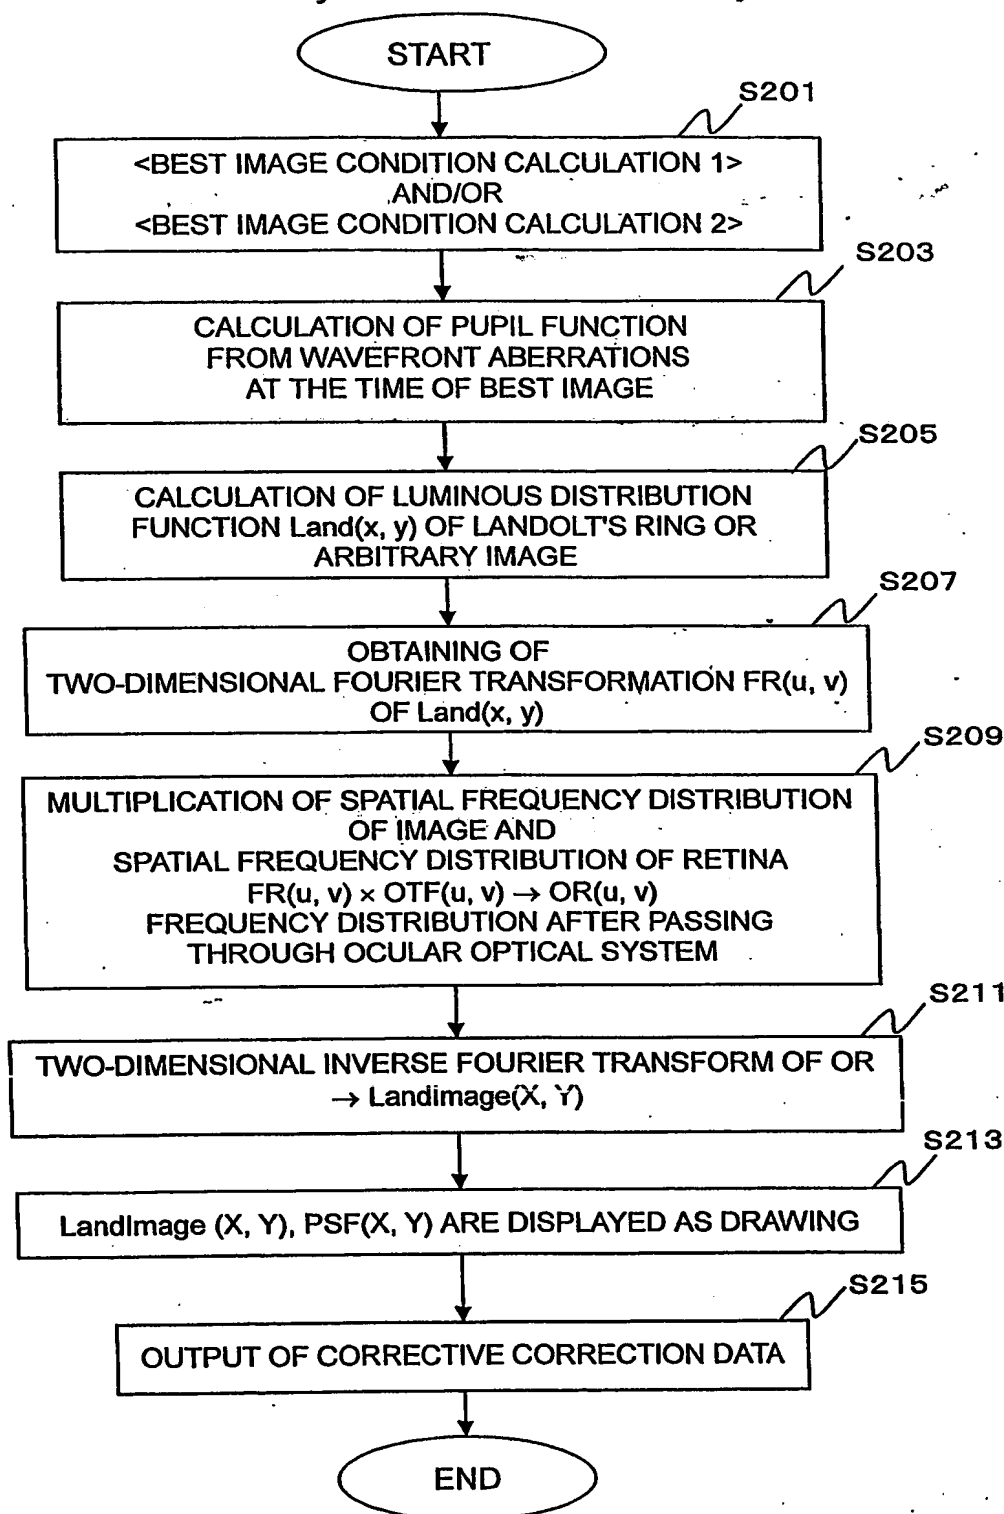 START
S201
<BEST IMAGE CONDITION CALCULATION 1>
AND/OR
<BEST IMAGE CONDITION CALCULATION 2>
S203
CALCULATION OF PUPIL FUNCTION
FROM WAVEFRONT ABERRATIONS
AT THE TIME OF BEST IMAGE
S205
CALCULATION OF LUMINOUS DISTRIBUTION
FUNCTION Land(x, y) OF LANDOLT'S RING OR
ARBITRARY IMAGE
S207
OBTAINING OF
TWO-DIMENSIONAL FOURIER TRANSFORMATION FR(u, v)
OF Land(x, y)
S209
MULTIPLICATION OF SPATIAL FREQUENCY DISTRIBUTION
OF IMAGE AND
SPATIAL FREQUENCY DISTRIBUTION OF RETINA
FR(u, v) × OTF(u, v) → OR(u, v)
FREQUENCY DISTRIBUTION AFTER PASSING
THROUGH OCULAR OPTICAL SYSTEM
S211
TWO-DIMENSIONAL INVERSE FOURIER TRANSFORM OF OR
→ Landimage(X, Y)
S213
LandImage (X, Y), PSF(X, Y) ARE DISPLAYED AS DRAWING
S215
OUTPUT OF CORRECTIVE CORRECTION DATA
END